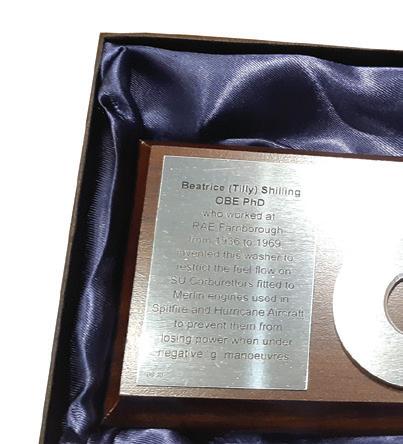 Beatrice (Tilly) Shilling
OBE PhD
who worked at
RAE Farnborough
from 1936 to 1969
invented this washer to
restrict the fuel flow on
SU Carburettors fitted to
Merlin engines used in
Spitfire and Hurricane Aircraft
to prevent them from
losing power when under
negative 'g' manoeuvres